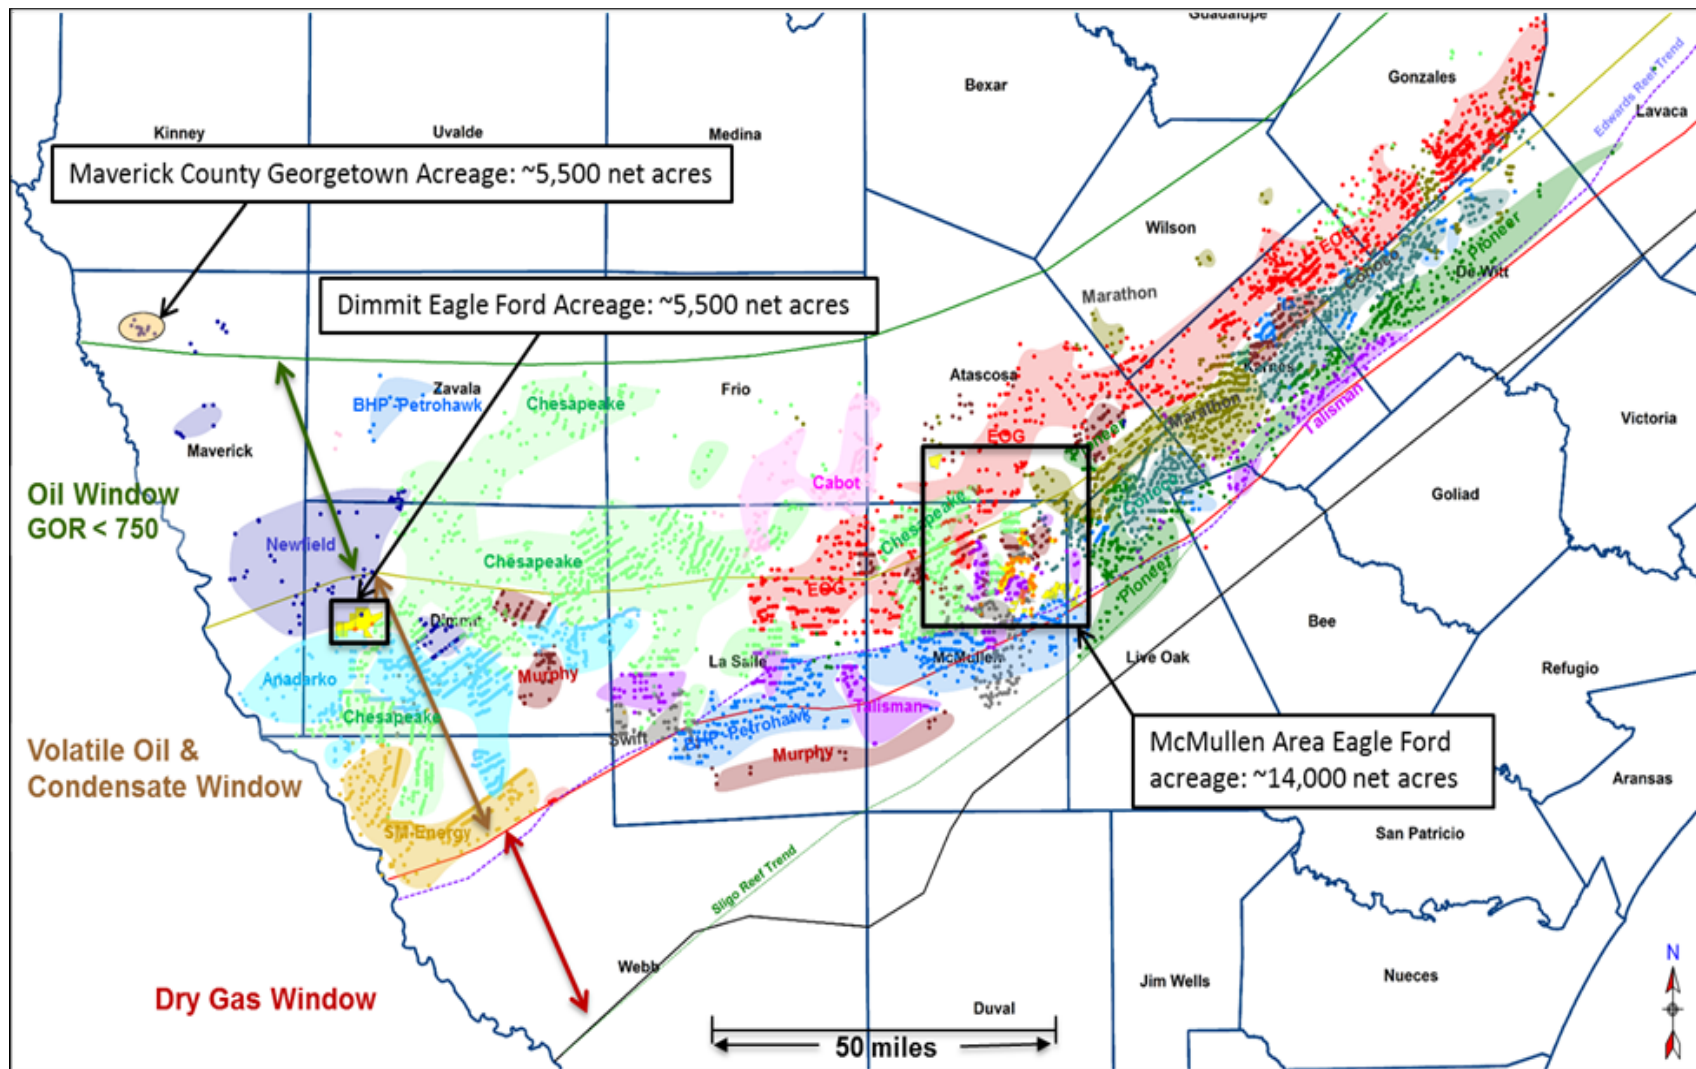 Guadalupe
Gonzales
Bexar
Edwards Reef Trend
Lavaca
Kinney
Uvalde
Medina
Maverick County Georgetown Acreage: ~5,500 net acres
Wilson
Pioneer
EOG
Conoco
De Witt
Dimmit Eagle Ford Acreage: ~5,500 net acres
Marathon
Karnes
Zavala
BHP-Petrohawk
Chesapeake
Frio
Atascosa
Marathon
Talisman
Victoria
Maverick
EOG
Pioneer
Oil Window
GOR < 750
Cabot
Conoco
Goliad
Newfield
Chesapeake
Chesapeake
EOG
Pioneer
Dimmit
Bee
La Salle
McMullen
Live Oak
Refugio
Anadarko
Murphy
Chesapeake
Talisman
BHP-Petrohawk
Swift
Volatile Oil &
Condensate Window
Murphy
McMullen Area Eagle Ford
acreage: ~14,000 net acres
Aransas
SM Energy
San Patricio
Sligo Reef Trend
Webb
N
Dry Gas Window
Duval
Jim Wells
Nueces
50 miles